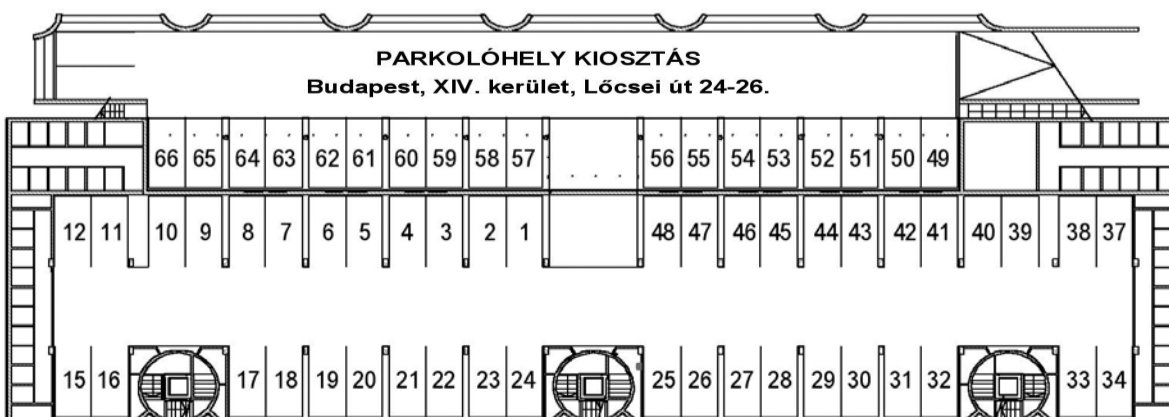 PARKOLÓHELY KIOSZTÁS
Budapest, XIV. kerület, Lőcsei út 24-26.
66 65 64 63 62 61 60 59 58 57 56 55 54 53 52 51 50 49
12 11 10 9 8 7 6 5 4 3 2 1 48 47 46 45 44 43 42 41 40 39 38 37
15 16 17 18 19 20 21 22 23 24 25 26 27 28 29 30 31 32 33 34